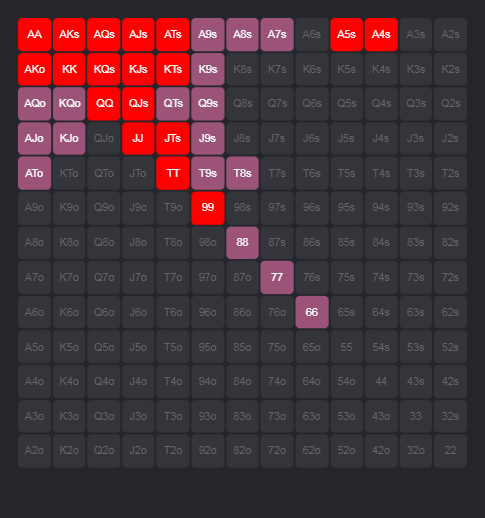 AA AKs AQs AJs ATs A9s A8s A7s A6s A5s A4s A3s A2s
AKo KK KQs KJs KTs K9s K8s K7s K6s K5s K4s K3s K2s
AQo KQo QQ QJs QTs Q9s Q8s Q7s Q6s Q5s Q4s Q3s Q2s
AJo KJo QJo JJ JTs J9s J8s J7s J6s J5s J4s J3s J2s
ATo KTo QTo JTo TT T9s T8s T7s T6s T5s T4s T3s T2s
A9o K9o Q9o J9o T9o 99 98s 97s 96s 95s 94s 93s 92s
A8o K8o Q8o J8o T8o 98o 88 87s 86s 85s 84s 83s 82s
A7o K7o Q7o J7o T7o 97o 87o 77 76s 75s 74s 73s 72s
A6o K6o Q6o J6o T6o 96o 86o 76o 66 65s 64s 63s 62s
A5o K5o Q5o J5o T5o 95o 85o 75o 65o 55 54s 53s 52s
A4o K4o Q4o J4o T4o 94o 84o 74o 64o 54o 44 43s 42s
A3o K3o Q3o J3o T3o 93o 83o 73o 63o 53o 43o 33 32s
A2o K2o Q2o J2o T2o 92o 82o 72o 62o 52o 42o 32o 22